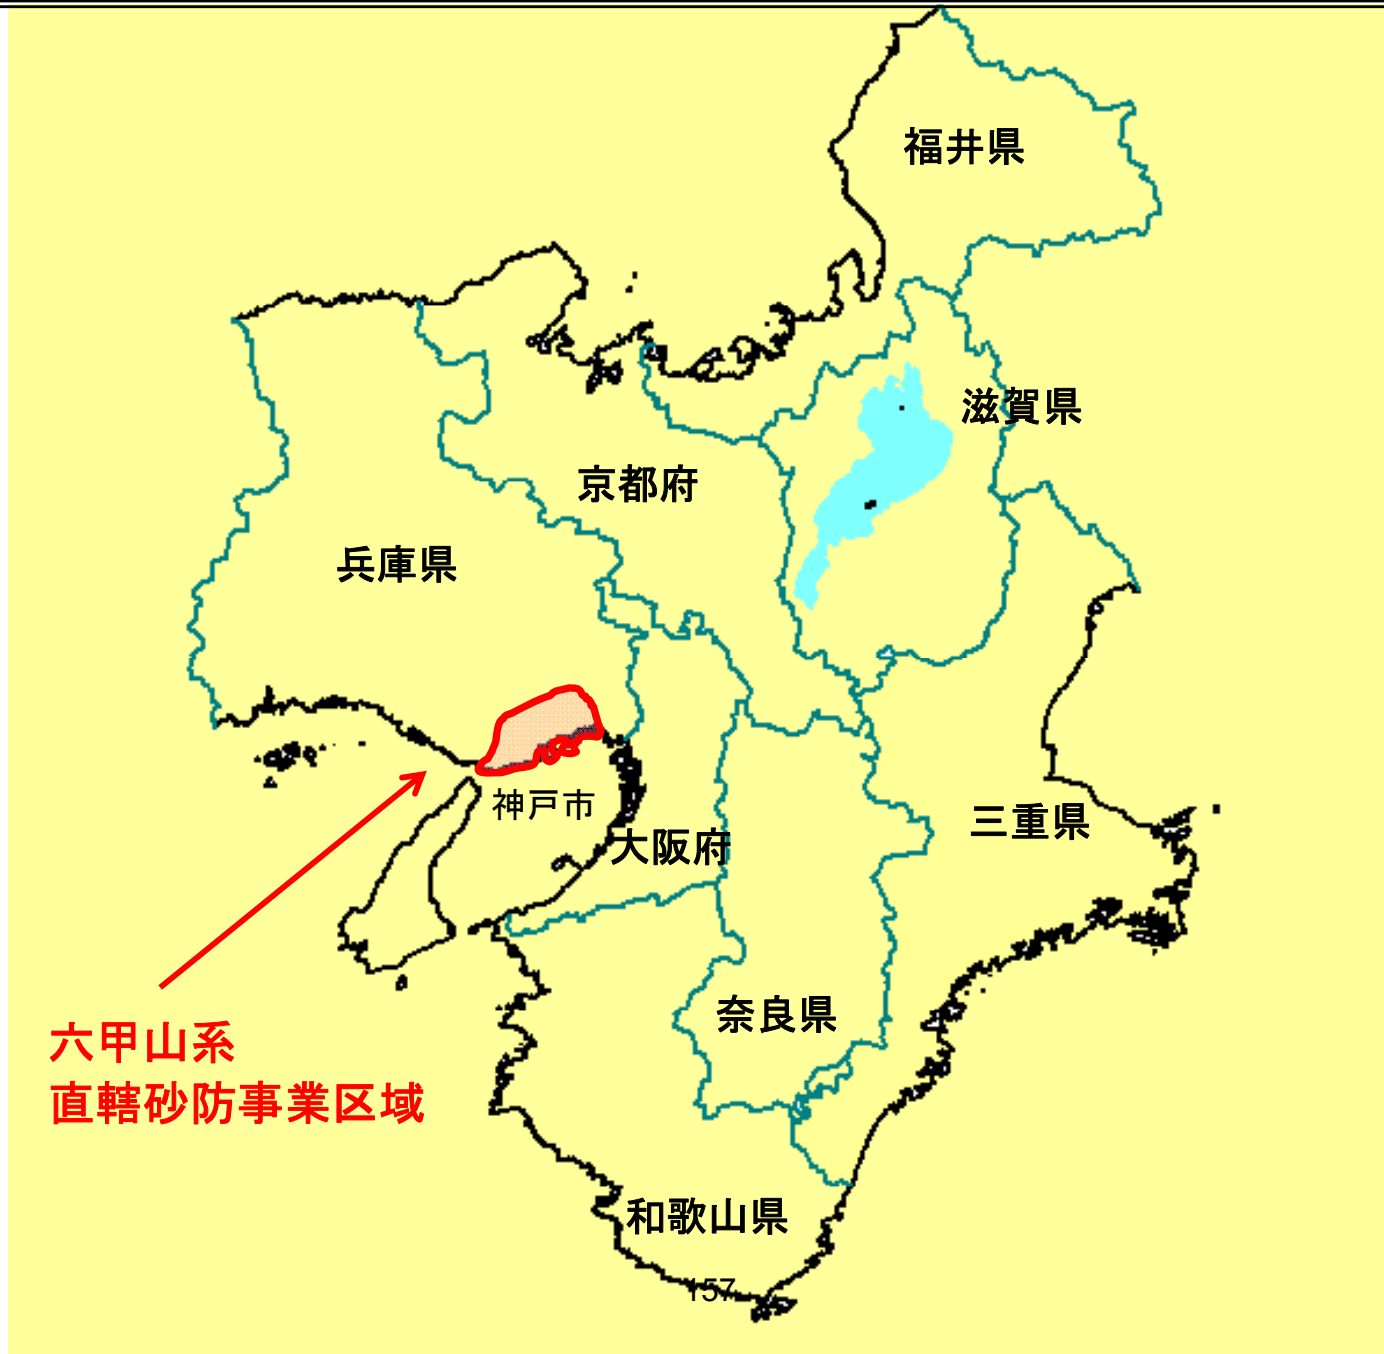 福井県
滋賀県
京都府
兵庫県
神戸市
大阪府
三重県
奈良県
六甲山系
直轄砂防事業区域
和歌山県
157